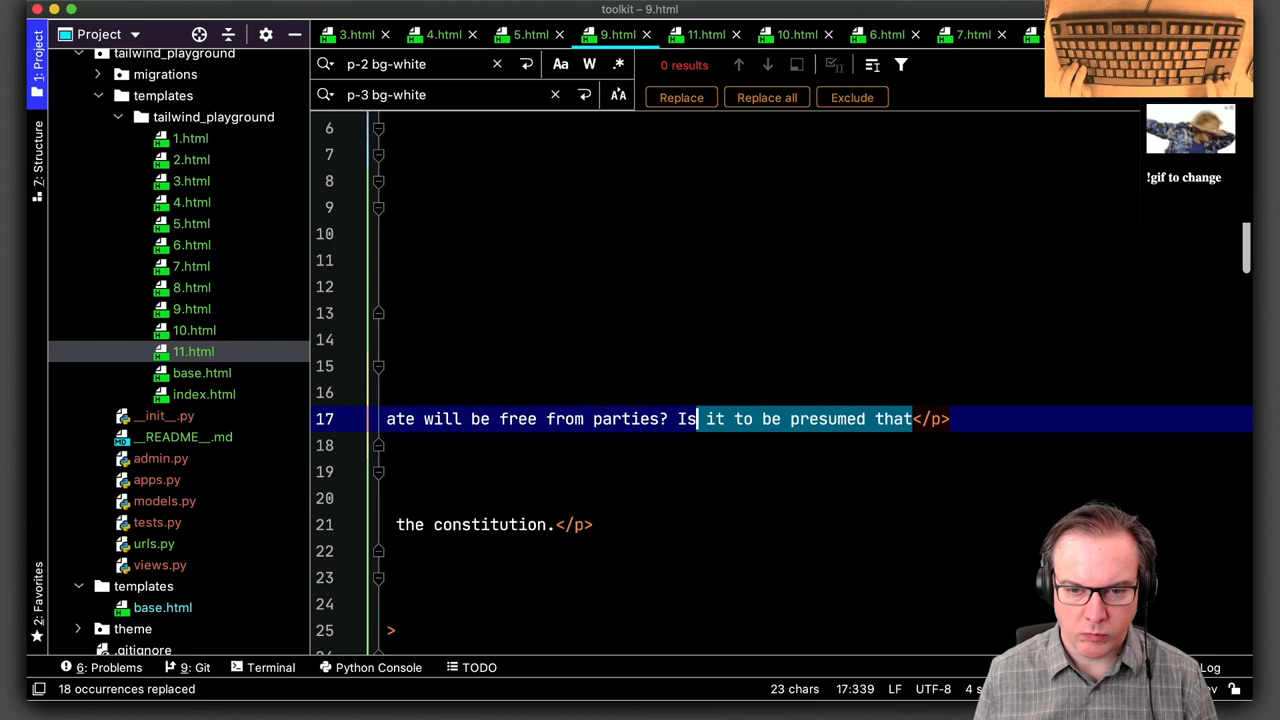 toolkit – 9.html
Project
3.html
4.html
5.html
9.html
11.html
10.html
6.html
7.html
1: Project
7: Structure
2: Favorites
tailwind_playground
migrations
templates
tailwind_playground
1.html
2.html
3.html
4.html
5.html
6.html
7.html
8.html
9.html
10.html
11.html
base.html
index.html
__init__.py
__README__.md
admin.py
apps.py
models.py
tests.py
urls.py
views.py
templates
base.html
theme
.gitignore
p-2 bg-white
Aa W .*
0 results
p-3 bg-white
Replace
Replace all
Exclude
!gif to change
6
7
8
9
10
11
12
13
14
15
16
17 ate will be free from parties? Is it to be presumed that</p>
18
19
20
21 the constitution.</p>
22
23
24
25 >
6: Problems
9: Git
Terminal
Python Console
TODO
Log
18 occurrences replaced
23 chars
17:339
LF
UTF-8